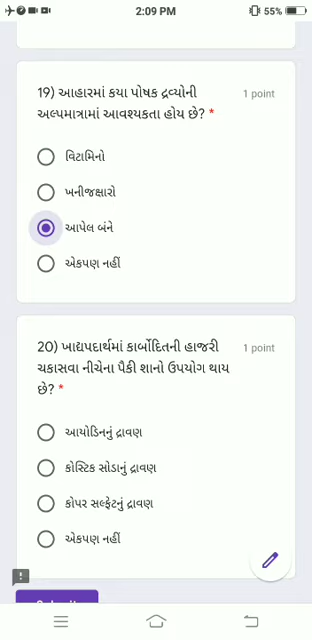 2:09 PM
55%
19) આહારમાં કયા પોષક દ્રવ્યોની
1 point
અલ્પમાત્રામાં આવશ્યકતા હોય છે? *
વિટામિનો
ખનીજક્ષારો
આપેલ બંને
એકપણ નહીં
20) ખાદ્યપદાર્થમાં કાર્બોદિતની હાજરી
1 point
ચકાસવા નીચેના પૈકી શાનો ઉપયોગ થાય
છે? *
આયોડિનનું દ્રાવણ
કોસ્ટિક સોડાનું દ્રાવણ
કોપર સલ્ફેટનું દ્રાવણ
એકપણ નહીં